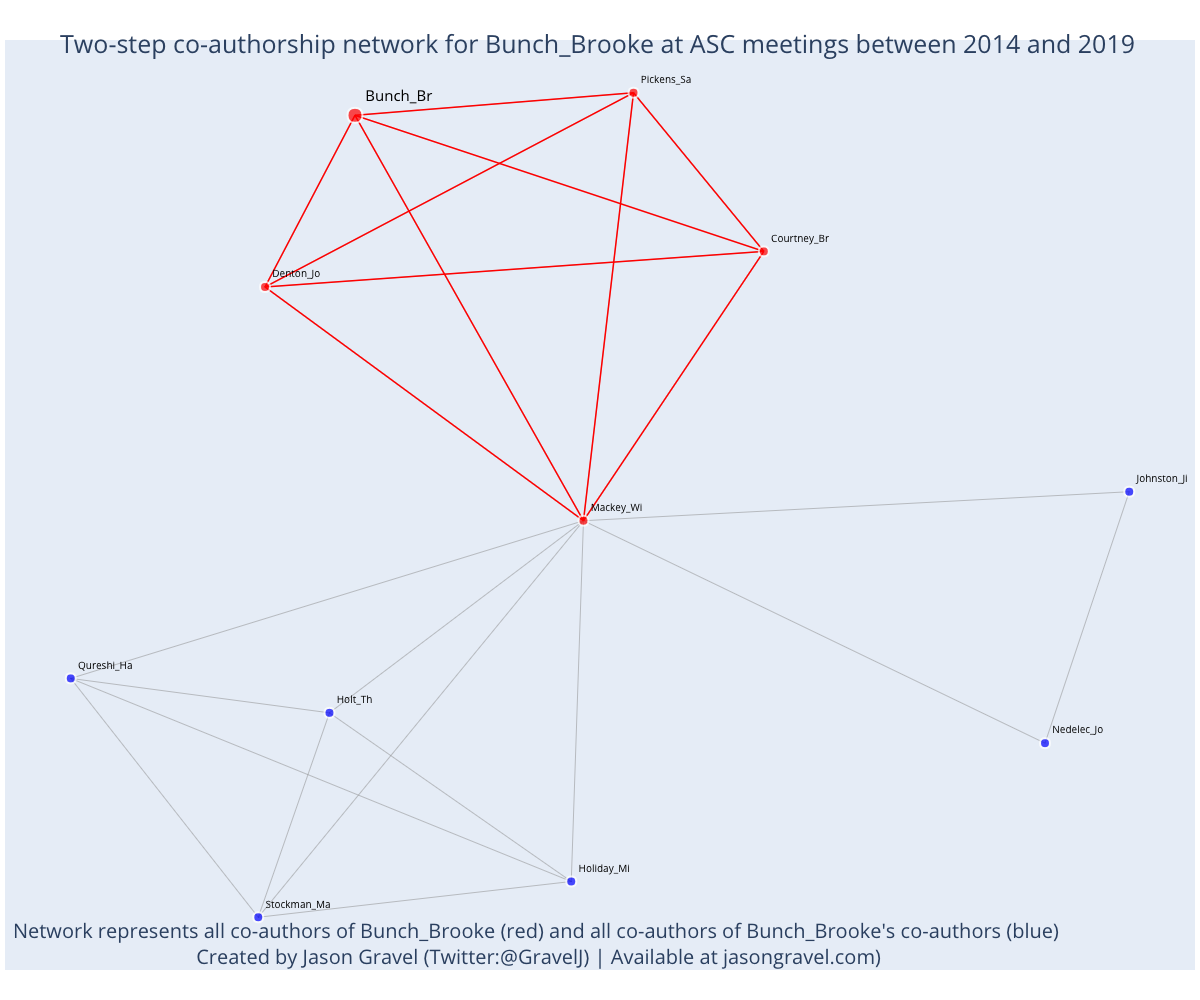 Two-step co-authorship network for Bunch_Brooke at ASC meetings between 2014 and 2019
Pickens_Sa
Bunch_Br
Courtney_Br
Denton_Jo
Johnston_Ji
Mackey_Wi
Qureshi_Ha
Holt_Th
Nedelec_Jo
Holiday_Mi
Stockman_Ma
Network represents all co-authors of Bunch_Brooke (red) and all co-authors of Bunch_Brooke's co-authors (blue)
Created by Jason Gravel (Twitter:@GravelJ) | Available at jasongravel.com)